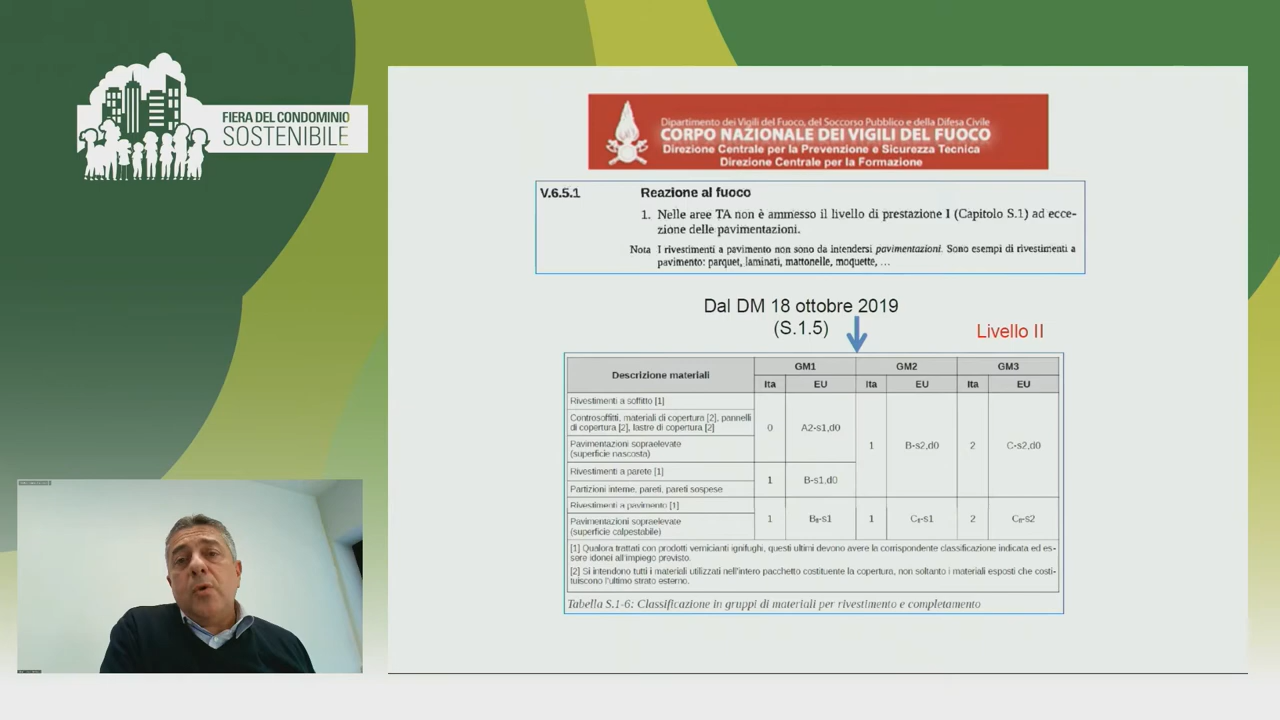 FIERA DEL CONDOMINIO
SOSTENIBILE
Dipartimento dei Vigili del Fuoco, del Soccorso Pubblico e della Difesa Civile
CORPO NAZIONALE DEI VIGILI DEL FUOCO
Direzione Centrale per la Prevenzione e Sicurezza Tecnica
Direzione Centrale per la Formazione
V.6.5.1 Reazione al fuoco
1. Nelle aree TA non è ammesso il livello di prestazione I (Capitolo S.1) ad ecce-
zione delle pavimentazioni.
Nota I rivestimenti a pavimento non sono da intendersi pavimentazioni. Sono esempi di rivestimenti a
pavimento: parquet, laminati, mattonelle, moquette, ...
Dal DM 18 ottobre 2019
(S.1.5)
Livello II
Descrizione materiali GM1 GM2 GM3
Ita EU Ita EU Ita EU
Rivestimenti a soffitto [1]
Controsoffitti, materiali di copertura [2], pannelli
di copertura [2], lastre di copertura [2]
0 A2-s1,d0
Pavimentazioni sopraelevate
(superficie nascosta)
1 B-s2,d0 2 C-s2,d0
Rivestimenti a parete [1]
Partizioni interne, pareti, pareti sospese
1 B-s1,d0
Rivestimenti a pavimento [1]
Pavimentazioni sopraelevate
(superficie calpestabile)
1 Bfl-s1 1 Cfl-s1 2 Cfl-s2
[1] Qualora trattati con prodotti vernicianti ignifughi, questi ultimi devono avere la corrispondente classificazione indicata ed es-
sere idonei all'impiego previsto.
[2] Si intendono tutti i materiali utilizzati nell'intero pacchetto costituente la copertura, non soltanto i materiali esposti che costi-
tuiscono l'ultimo strato esterno.
Tabella S.1-6: Classificazione in gruppi di materiali per rivestimento e completamento